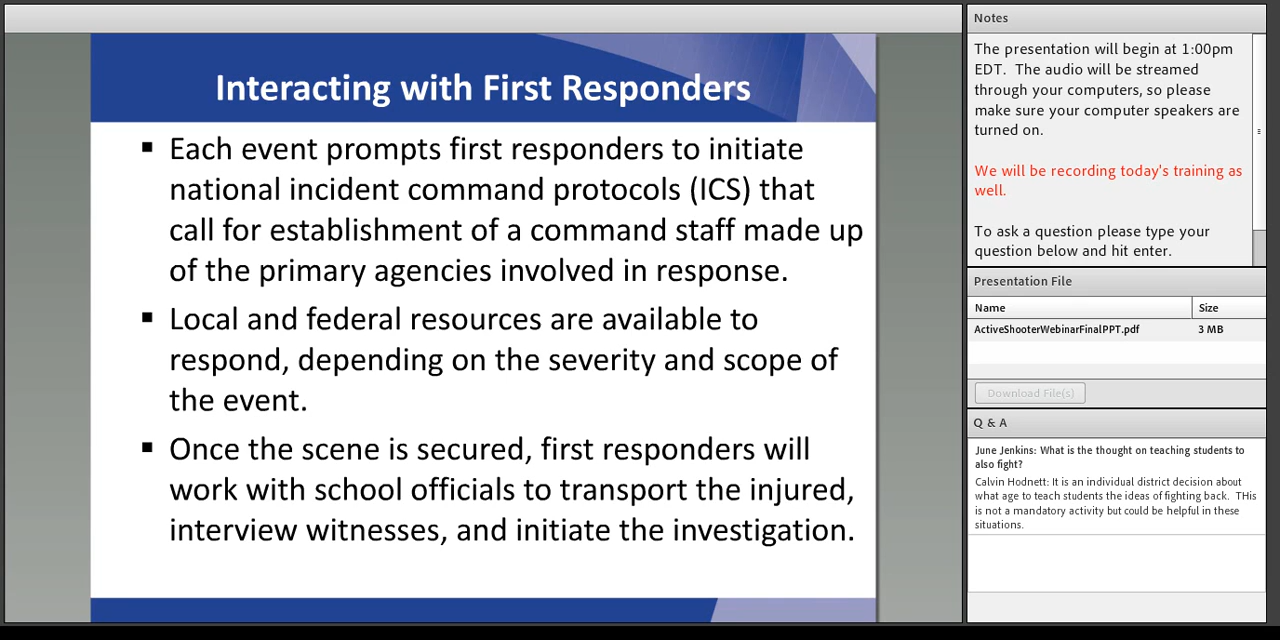 Interacting with First Responders
▪ Each event prompts first responders to initiate
national incident command protocols (ICS) that
call for establishment of a command staff made up
of the primary agencies involved in response.
▪ Local and federal resources are available to
respond, depending on the severity and scope of
the event.
▪ Once the scene is secured, first responders will
work with school officials to transport the injured,
interview witnesses, and initiate the investigation.
Notes
The presentation will begin at 1:00pm
EDT.  The audio will be streamed
through your computers, so please
make sure your computer speakers are
turned on.
We will be recording today's training as
well.
To ask a question please type your
question below and hit enter.
Presentation File
Name Size
ActiveShooterWebinarFinalPPT.pdf 3 MB
Download File(s)
Q & A
June Jenkins: What is the thought on teaching students to
also fight?
Calvin Hodnett: It is an individual district decision about
what age to teach students the ideas of fighting back.  THis
is not a mandatory activity but could be helpful in these
situations.